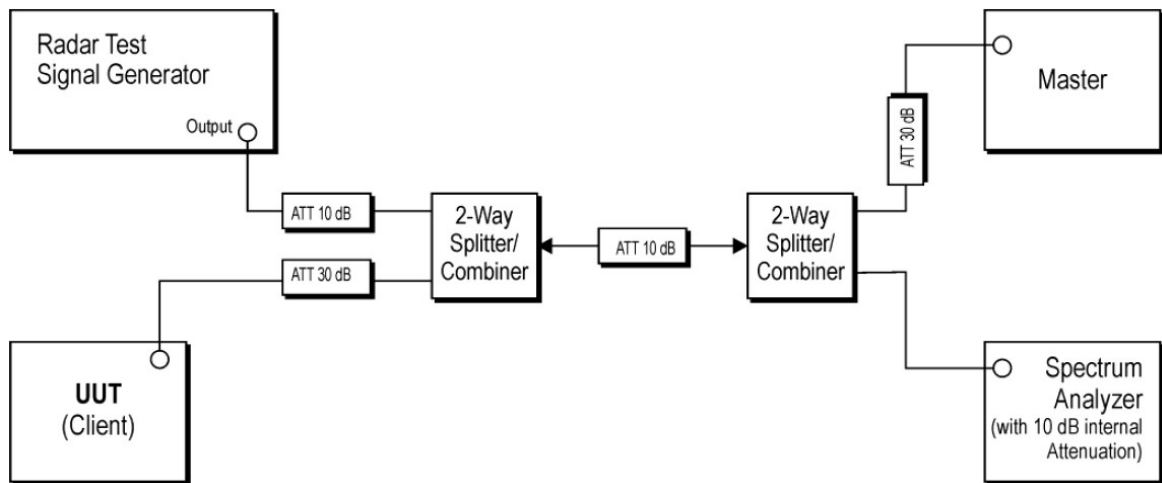 Radar Test
Signal Generator
Output
ATT 10 dB
ATT 30 dB
2-Way
Splitter/
Combiner
ATT 10 dB
2-Way
Splitter/
Combiner
ATT 30 dB
Master
UUT
(Client)
Spectrum
Analyzer
(with 10 dB internal
Attenuation)